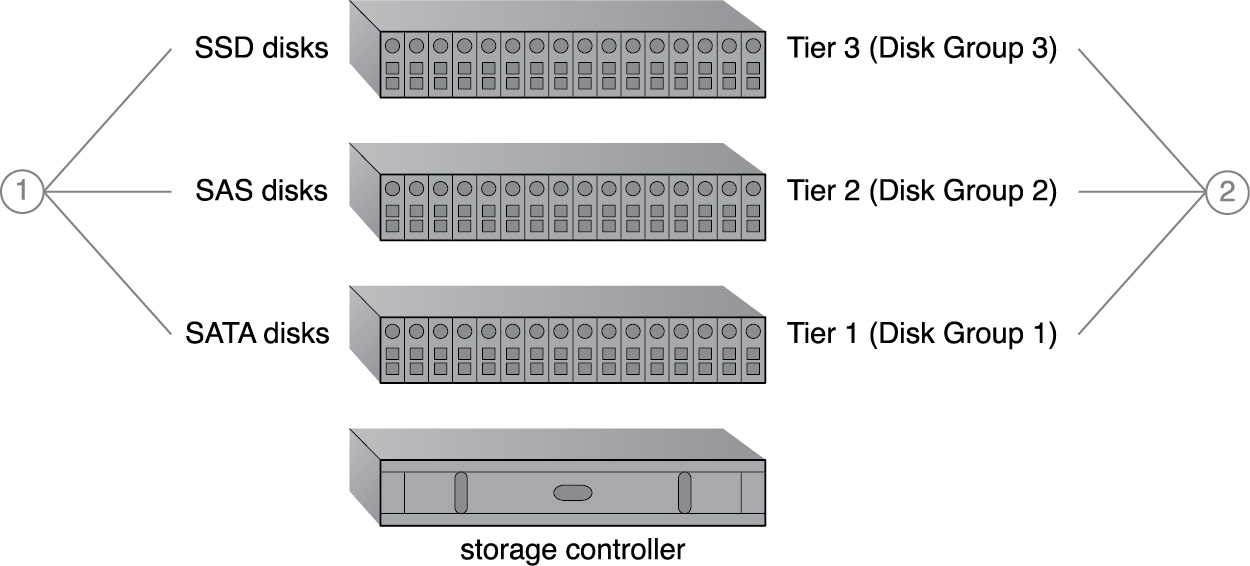 SSD disks
Tier 3 (Disk Group 3)
1
SAS disks
Tier 2 (Disk Group 2)
2
SATA disks
Tier 1 (Disk Group 1)
storage controller